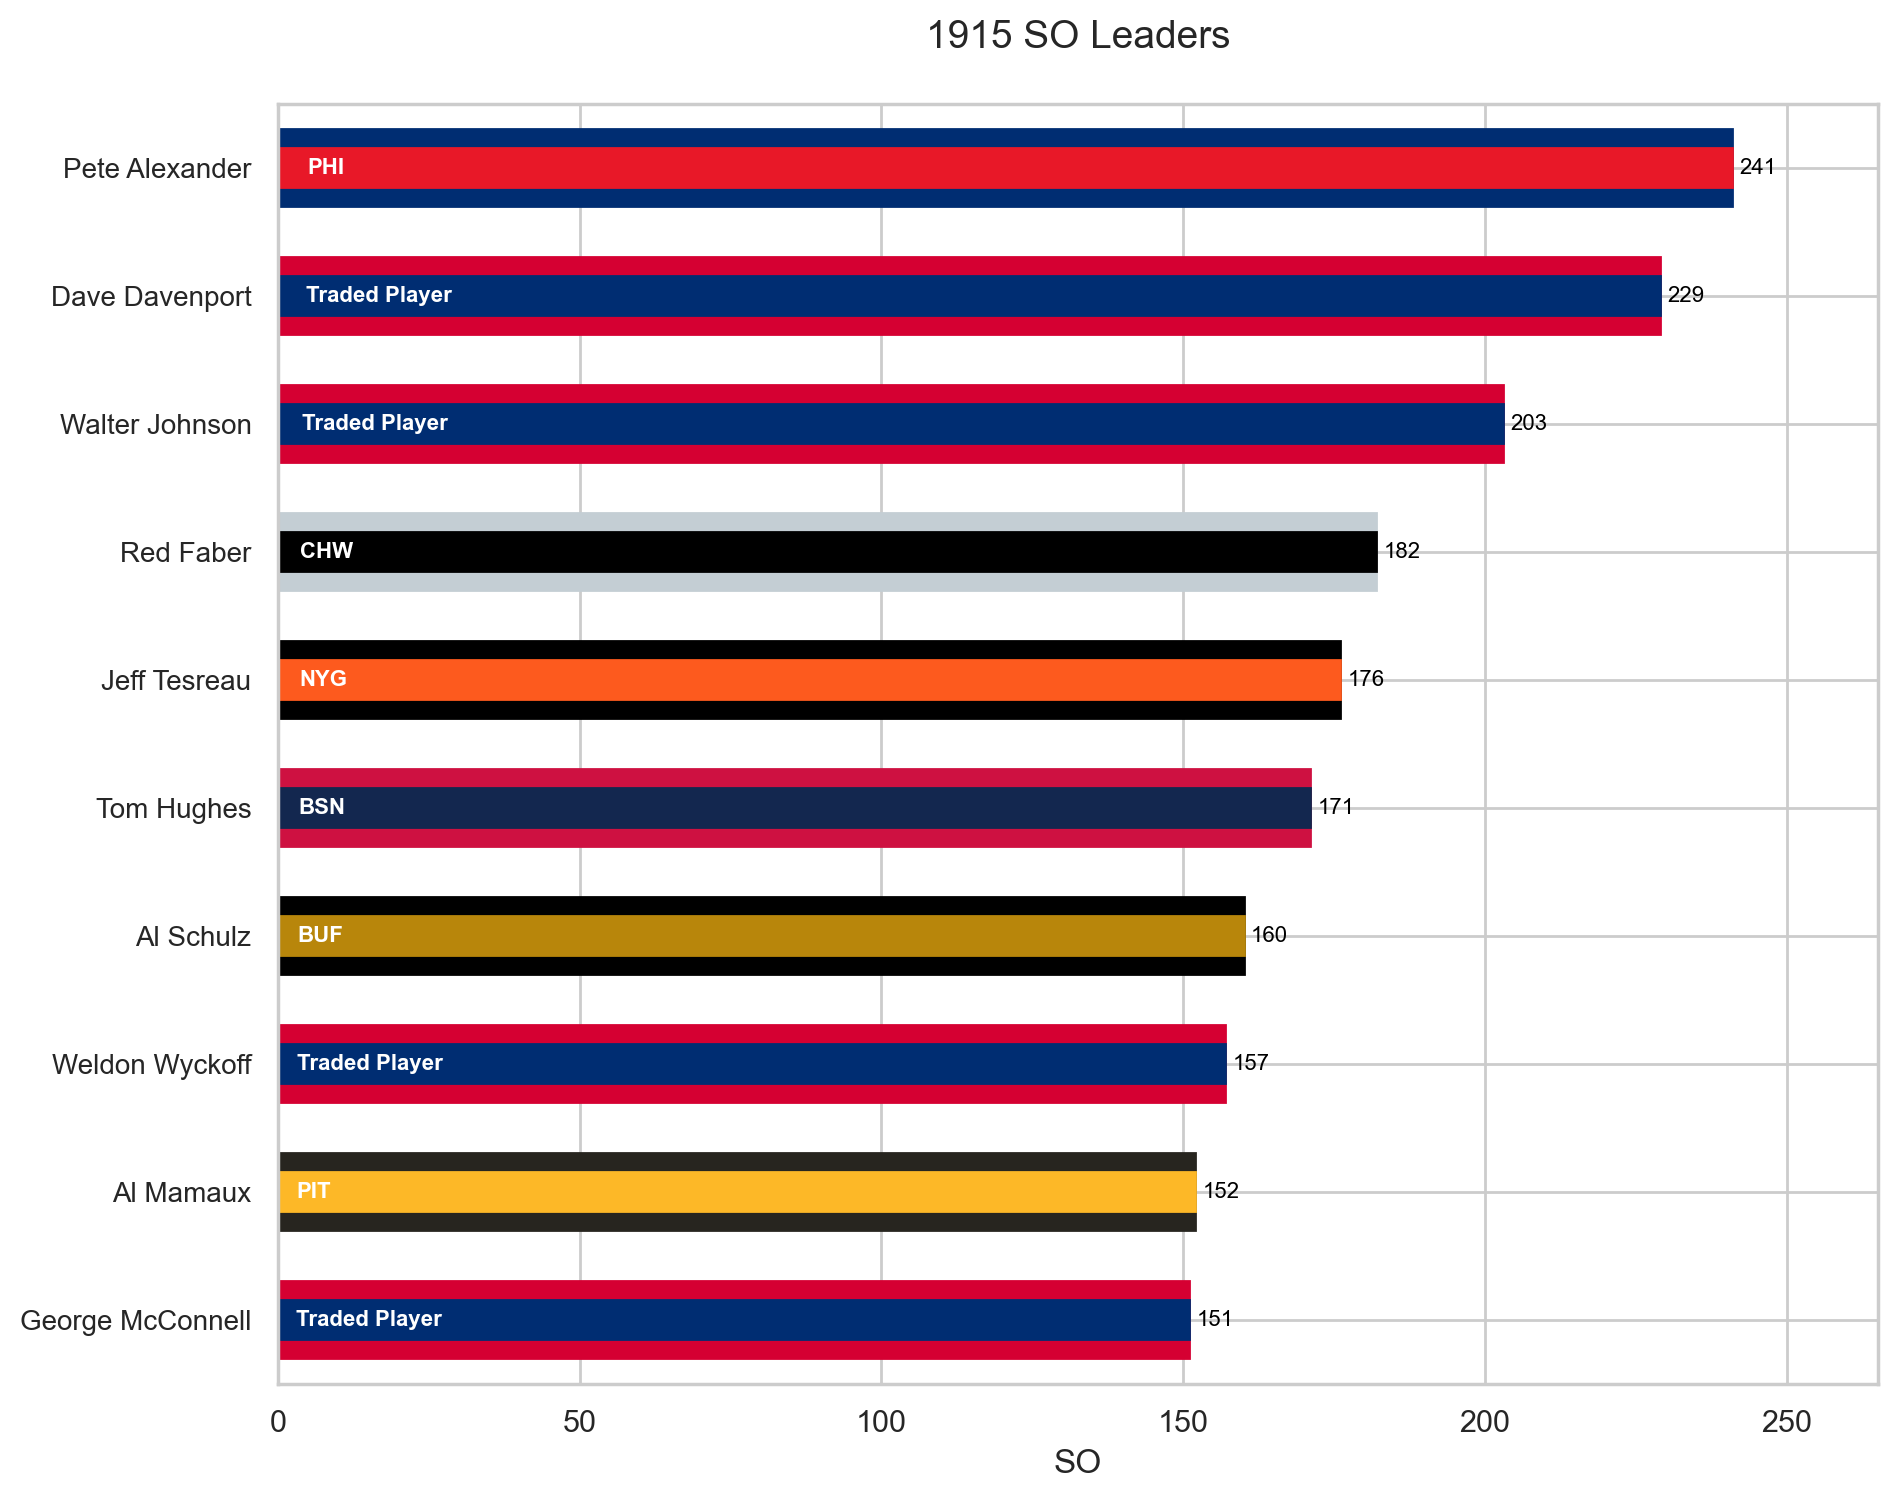 1915 SO Leaders
Pete Alexander
PHI
241
Dave Davenport
Traded Player
229
Walter Johnson
Traded Player
203
Red Faber
CHW
182
Jeff Tesreau
NYG
176
Tom Hughes
BSN
171
Al Schulz
BUF
160
Weldon Wyckoff
Traded Player
157
Al Mamaux
PIT
152
George McConnell
Traded Player
151
0 50 100 150 200 250
SO